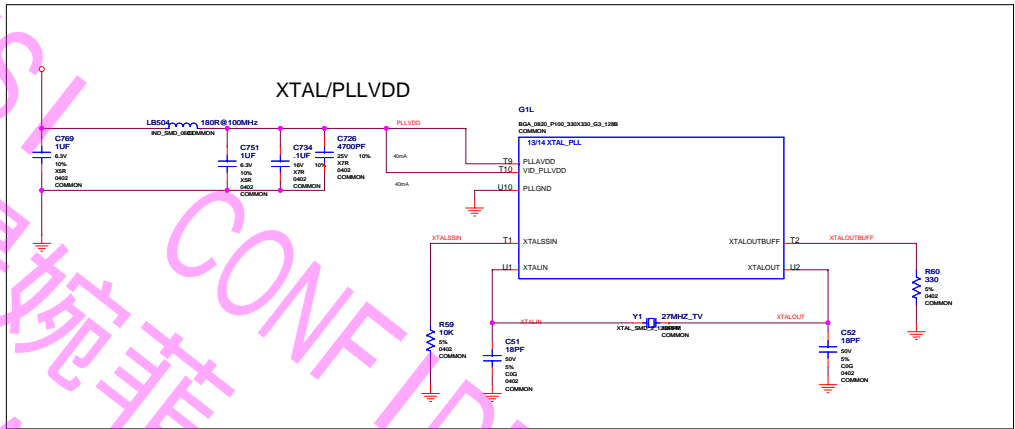 XTAL/PLLVDD
LB504 180R@100MHz
COMMON
PLLVDD
C769
1UF
6.3V
10%
X5R
0402
COMMON
C751
1UF
6.3V
10%
X5R
0402
COMMON
C734
.1UF
16V
10%
X7R
0402
COMMON
C726
4700PF
25V 10%
X7R
0402
COMMON
40mA
40mA
G1L
BGA_0820_P100_330X330_G3_128B
COMMON
13/14 XTAL_PLL
T9 PLLAVDD
T10 VID_PLLVDD
U10 PLLGND
XTALSSIN T1 XTALSSIN
XTALOUTBUFF T2 XTALOUTBUFF
U1 XTALIN
XTALOUT U2
R59
10K
5%
0402
COMMON
XTALIN
Y1 27MHZ_TV
XTALOUT
C51
18PF
50V
5%
C0G
0402
COMMON
C52
18PF
50V
5%
C0G
0402
COMMON
R60
330
5%
0402
COMMON
SI CONFID
婉菲